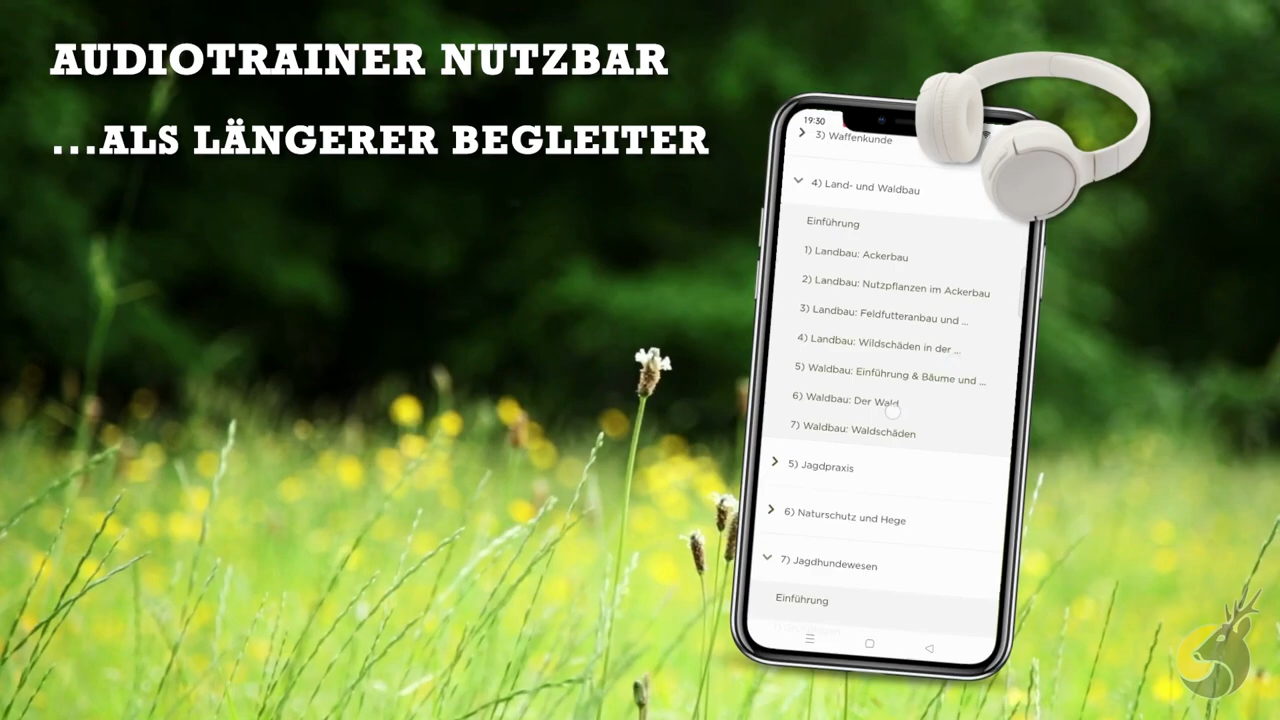 AUDIOTRAINER NUTZBAR
...ALS LÄNGERER BEGLEITER
19:30
3) Waffenkunde
4) Land- und Waldbau
Einführung
1) Landbau: Ackerbau
2) Landbau: Nutzpflanzen im Ackerbau
3) Landbau: Feldfutteranbau und ...
4) Landbau: Wildschäden in der ...
5) Waldbau: Einführung & Bäume und ...
6) Waldbau: Der Wald
7) Waldbau: Waldschäden
5) Jagdpraxis
6) Naturschutz und Hege
7) Jagdhundewesen
Einführung